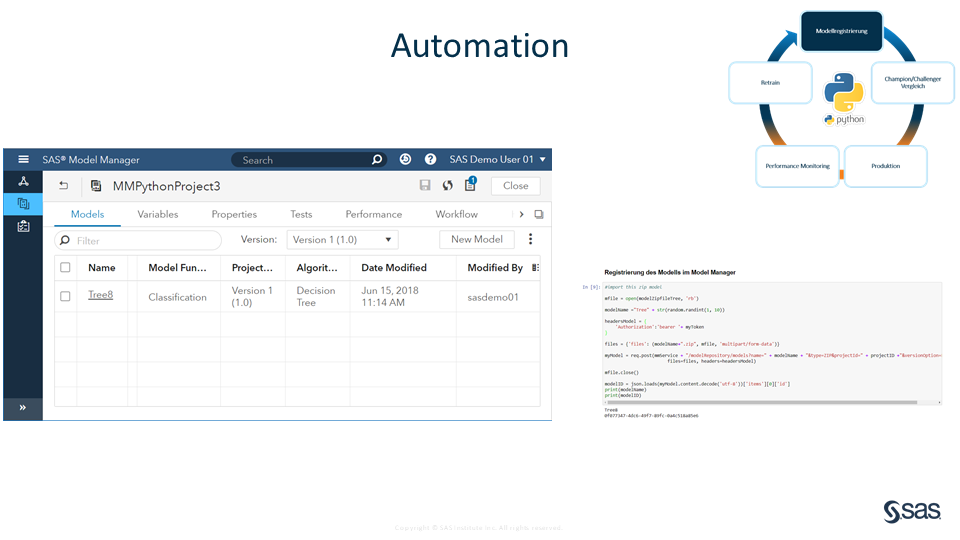 Automation
Modellregistrierung
Retrain
Champion/Challenger
Vergleich
python
Performance Monitoring
Produktion
SAS® Model Manager
Search
SAS Demo User 01
MMPythonProject3
1
Close
Models Variables Properties Tests Performance Workflow
Filter
Version:
Version 1 (1.0)
New Model
Name Model Fun... Project... Algorit... Date Modified Modified By
Tree8 Classification Version 1 (1.0) Decision Tree Jun 15, 2018 11:14 AM sasdemo01
Registrierung des Modells im Model Manager
In [9]: #import this zip model
mFile = open(modelZipFileTree, 'rb')
modelName ="Tree" + str(random.randint(1, 10))
headersModel = {
'Authorization':'bearer '+ myToken
}
files = {'files': (modelName+".zip", mFile, 'multipart/form-data')}
myModel = req.post(mmService + "/modelRepository/models?name=" + modelName + "&type=ZIP&projectId=" + projectID +"&versionOption=
files=files, headers=headersModel)
mFile.close()
modelID = json.loads(myModel.content.decode('utf-8'))['items'][0]['id']
print(modelName)
print(modelID)
Tree8
sas
Copyright © SAS Institute Inc. All rights reserved.